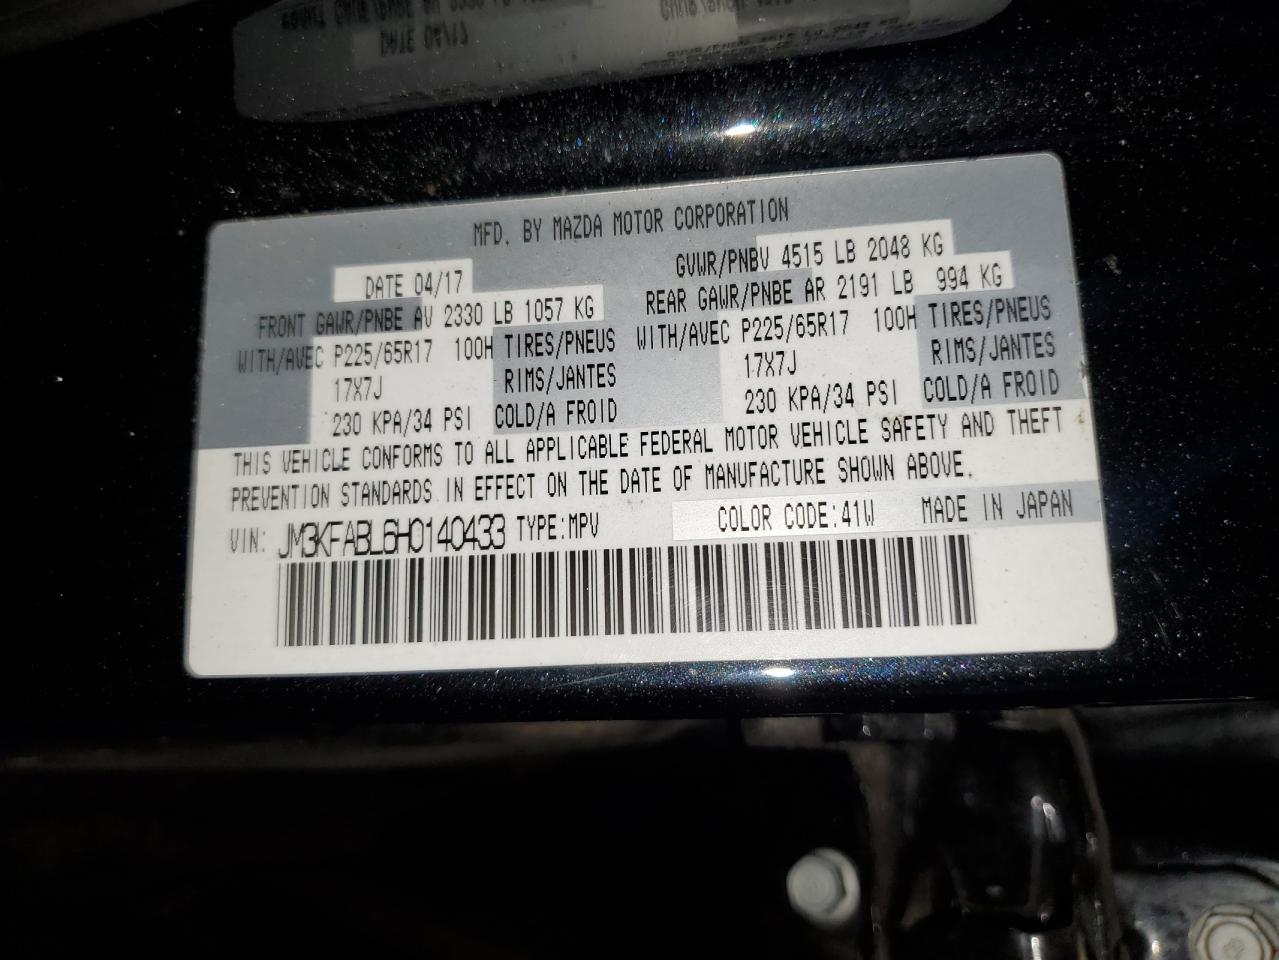 MFD. BY MAZDA MOTOR CORPORATION
DATE 04/17 GVWR/PNBV 4515 LB 2048 KG
FRONT GAWR/PNBE AV 2330 LB 1057 KG REAR GAWR/PNBE AR 2191 LB 994 KG
WITH/AVEC P225/65R17 100H TIRES/PNEUS WITH/AVEC P225/65R17 100H TIRES/PNEUS
17X7J RIMS/JANTES 17X7J RIMS/JANTES
230 KPA/34 PSI COLD/A FROID 230 KPA/34 PSI COLD/A FROID
THIS VEHICLE CONFORMS TO ALL APPLICABLE FEDERAL MOTOR VEHICLE SAFETY AND THEFT
PREVENTION STANDARDS IN EFFECT ON THE DATE OF MANUFACTURE SHOWN ABOVE.
VIN: JM3KFABL6H0140433 TYPE:MPV COLOR CODE:41W MADE IN JAPAN